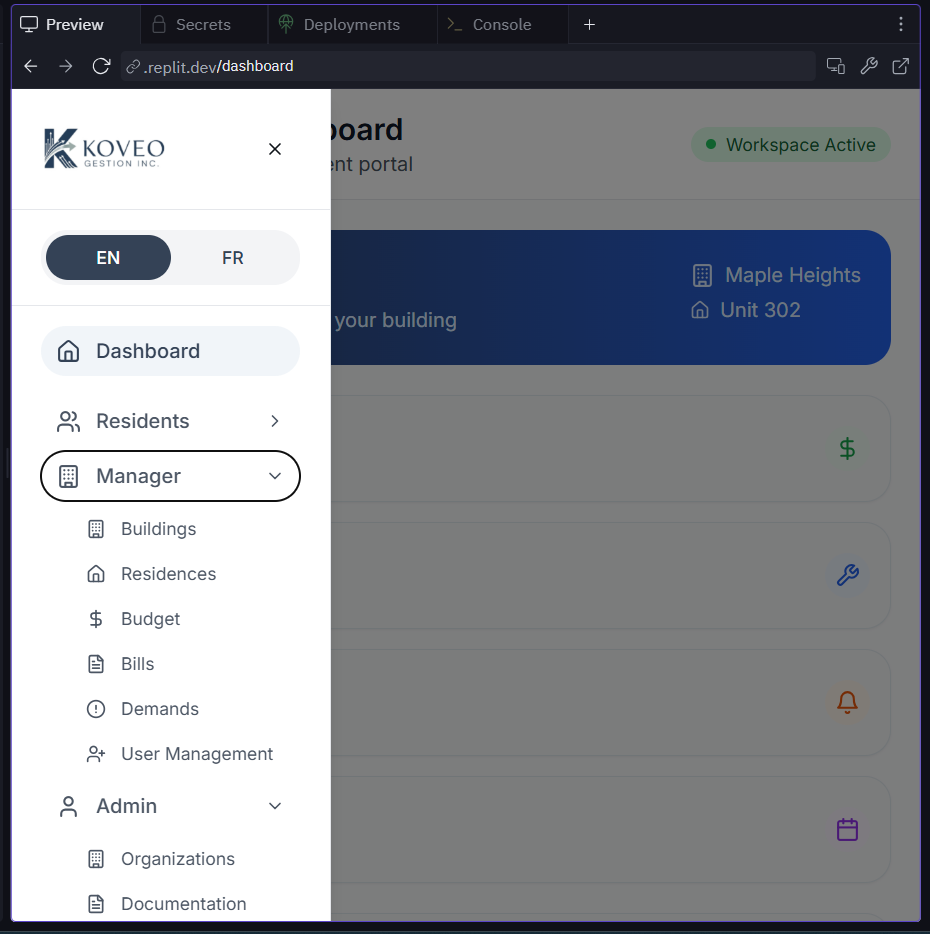 Preview
Secrets
Deployments
Console
.replit.dev/dashboard
KOVEO
GESTION INC.
EN
FR
Dashboard
Residents
Manager
Buildings
Residences
Budget
Bills
Demands
User Management
Admin
Organizations
Documentation
board
ent portal
Workspace Active
your building
Maple Heights
Unit 302